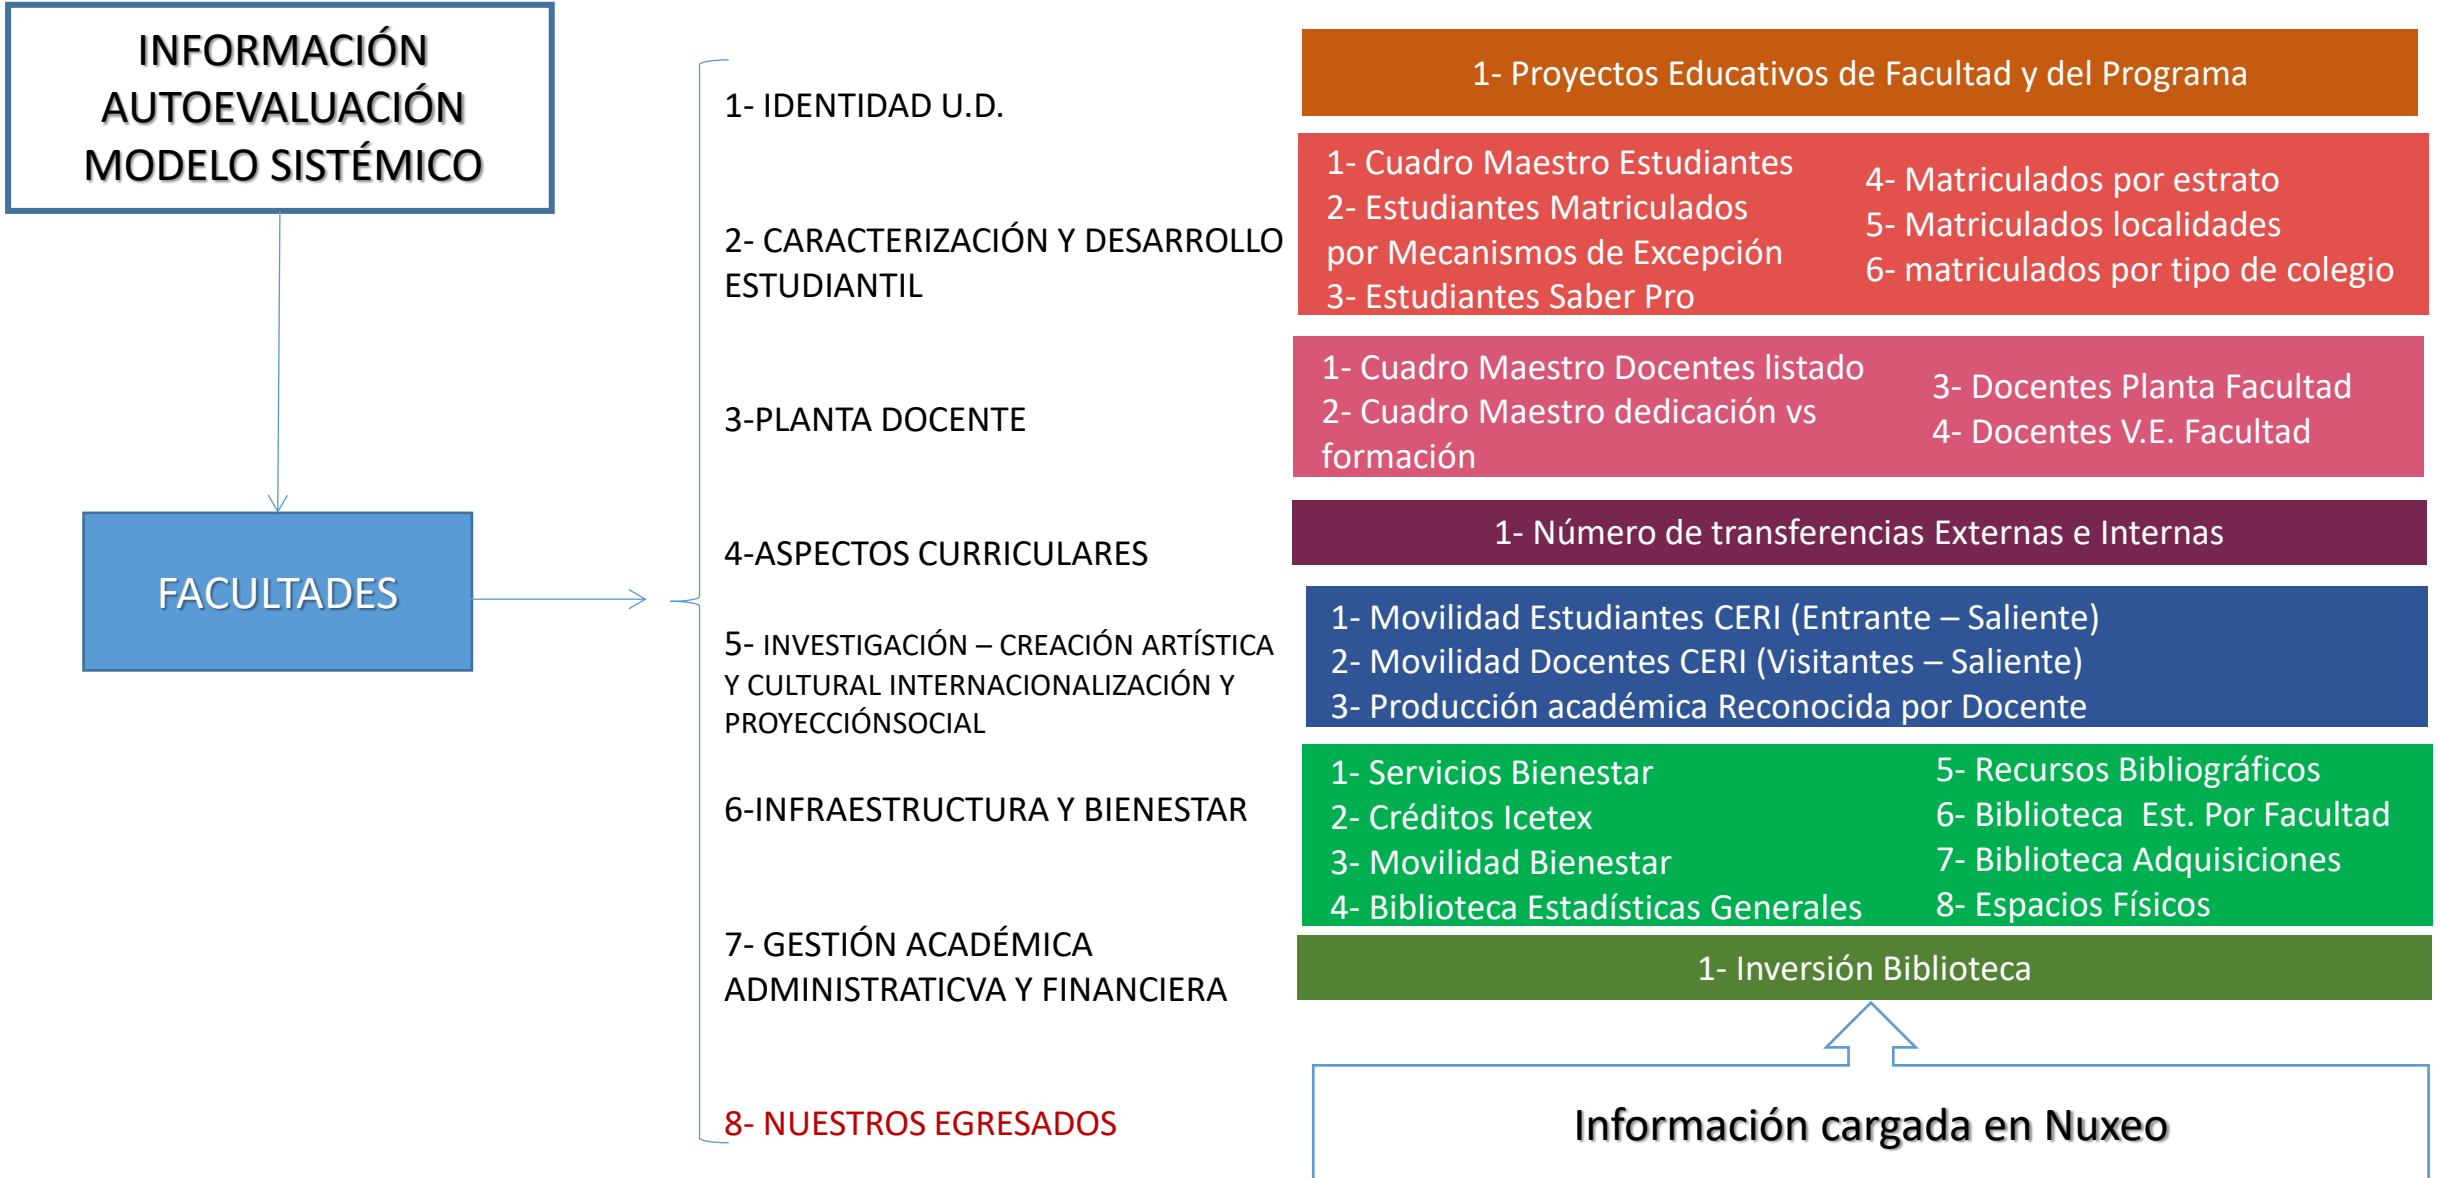 INFORMACIÓN
AUTOEVALUACIÓN
MODELO SISTÉMICO
FACULTADES
1- IDENTIDAD U.D.
2- CARACTERIZACIÓN Y DESARROLLO
ESTUDIANTIL
3-PLANTA DOCENTE
4-ASPECTOS CURRICULARES
5- INVESTIGACIÓN – CREACIÓN ARTÍSTICA
Y CULTURAL INTERNACIONALIZACIÓN Y
PROYECCIÓNSOCIAL
6-INFRAESTRUCTURA Y BIENESTAR
7- GESTIÓN ACADÉMICA
ADMINISTRATICVA Y FINANCIERA
8- NUESTROS EGRESADOS
1- Proyectos Educativos de Facultad y del Programa
1- Cuadro Maestro Estudiantes
2- Estudiantes Matriculados
por Mecanismos de Excepción
3- Estudiantes Saber Pro
4- Matriculados por estrato
5- Matriculados localidades
6- matriculados por tipo de colegio
1- Cuadro Maestro Docentes listado
2- Cuadro Maestro dedicación vs
formación
3- Docentes Planta Facultad
4- Docentes V.E. Facultad
1- Número de transferencias Externas e Internas
1- Movilidad Estudiantes CERI (Entrante – Saliente)
2- Movilidad Docentes CERI (Visitantes – Saliente)
3- Producción académica Reconocida por Docente
1- Servicios Bienestar
2- Créditos Icetex
3- Movilidad Bienestar
4- Biblioteca Estadísticas Generales
5- Recursos Bibliográficos
6- Biblioteca  Est. Por Facultad
7- Biblioteca Adquisiciones
8- Espacios Físicos
1- Inversión Biblioteca
Información cargada en Nuxeo